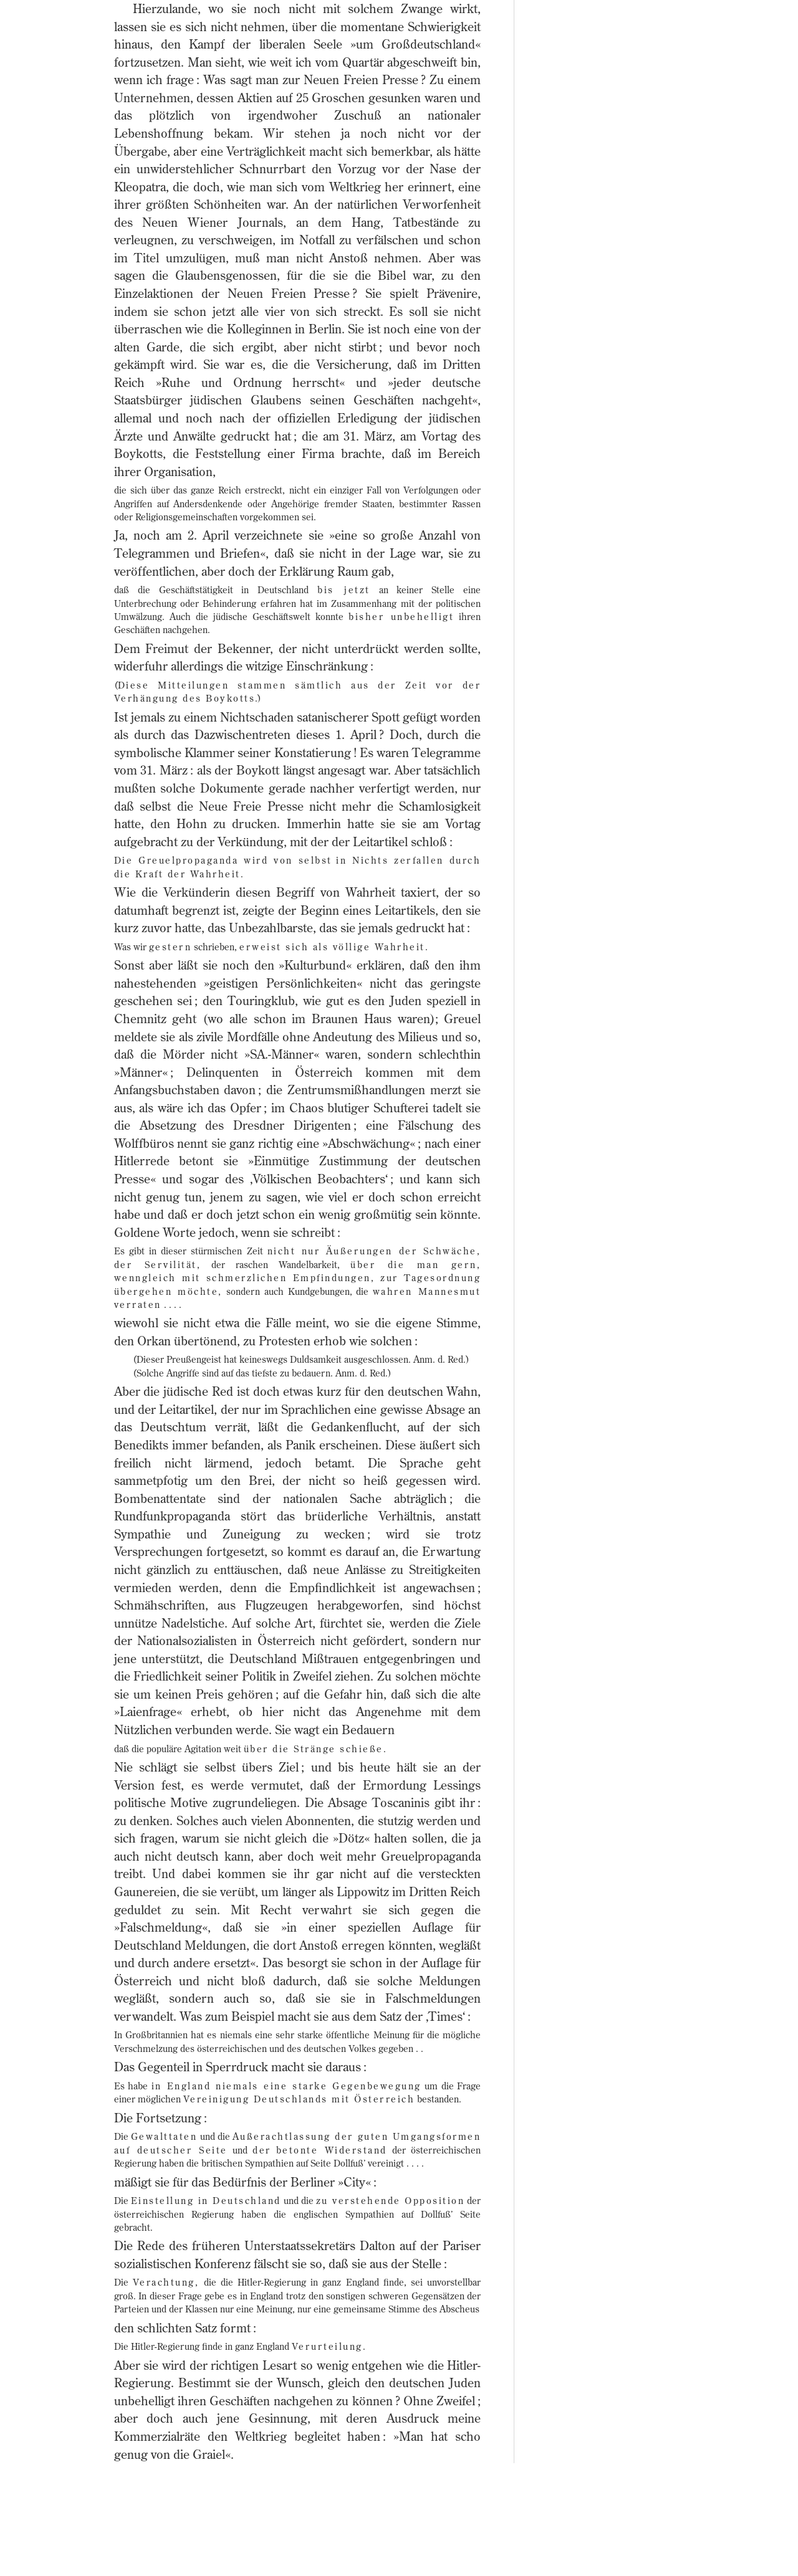 Hierzulande, wo sie noch nicht mit solchem Zwange wirkt,
lassen sie es sich nicht nehmen, über die momentane Schwierigkeit
hinaus, den Kampf der liberalen Seele »um Großdeutschland«
fortzusetzen. Man sieht, wie weit ich vom Quartär abgeschweift bin,
wenn ich frage : Was sagt man zur Neuen Freien Presse ? Zu einem
Unternehmen, dessen Aktien auf 25 Groschen gesunken waren und
das plötzlich von irgendwoher Zuschuß an nationaler
Lebenshoffnung bekam. Wir stehen ja noch nicht vor der
Übergabe, aber eine Verträglichkeit macht sich bemerkbar, als hätte
ein unwiderstehlicher Schnurrbart den Vorzug vor der Nase der
Kleopatra, die doch, wie man sich vom Weltkrieg her erinnert, eine
ihrer größten Schönheiten war. An der natürlichen Verworfenheit
des Neuen Wiener Journals, an dem Hang, Tatbestände zu
verleugnen, zu verschweigen, im Notfall zu verfälschen und schon
im Titel umzulügen, muß man nicht Anstoß nehmen. Aber was
sagen die Glaubensgenossen, für die sie die Bibel war, zu den
Einzelaktionen der Neuen Freien Presse ? Sie spielt Prävenire,
indem sie schon jetzt alle vier von sich streckt. Es soll sie nicht
überraschen wie die Kolleginnen in Berlin. Sie ist noch eine von der
alten Garde, die sich ergibt, aber nicht stirbt ; und bevor noch
gekämpft wird. Sie war es, die die Versicherung, daß im Dritten
Reich »Ruhe und Ordnung herrscht« und »jeder deutsche
Staatsbürger jüdischen Glaubens seinen Geschäften nachgeht«,
allemal und noch nach der offiziellen Erledigung der jüdischen
Ärzte und Anwälte gedruckt hat ; die am 31. März, am Vortag des
Boykotts, die Feststellung einer Firma brachte, daß im Bereich
ihrer Organisation,
die sich über das ganze Reich erstreckt, nicht ein einziger Fall von Verfolgungen oder
Angriffen auf Andersdenkende oder Angehörige fremder Staaten, bestimmter Rassen
oder Religionsgemeinschaften vorgekommen sei.
Ja, noch am 2. April verzeichnete sie »eine so große Anzahl von
Telegrammen und Briefen«, daß sie nicht in der Lage war, sie zu
veröffentlichen, aber doch der Erklärung Raum gab,
daß die Geschäftstätigkeit in Deutschland bis jetzt an keiner Stelle eine
Unterbrechung oder Behinderung erfahren hat im Zusammenhang mit der politischen
Umwälzung. Auch die jüdische Geschäftswelt konnte bisher unbehelligt ihren
Geschäften nachgehen.
Dem Freimut der Bekenner, der nicht unterdrückt werden sollte,
widerfuhr allerdings die witzige Einschränkung :
(Diese Mitteilungen stammen sämtlich aus der Zeit vor der
Verhängung des Boykotts.)
Ist jemals zu einem Nichtschaden satanischerer Spott gefügt worden
als durch das Dazwischentreten dieses 1. April ? Doch, durch die
symbolische Klammer seiner Konstatierung ! Es waren Telegramme
vom 31. März : als der Boykott längst angesagt war. Aber tatsächlich
mußten solche Dokumente gerade nachher verfertigt werden, nur
daß selbst die Neue Freie Presse nicht mehr die Schamlosigkeit
hatte, den Hohn zu drucken. Immerhin hatte sie sie am Vortag
aufgebracht zu der Verkündung, mit der der Leitartikel schloß :
Die Greuelpropaganda wird von selbst in Nichts zerfallen durch
die Kraft der Wahrheit.
Wie die Verkünderin diesen Begriff von Wahrheit taxiert, der so
datumhaft begrenzt ist, zeigte der Beginn eines Leitartikels, den sie
kurz zuvor hatte, das Unbezahlbarste, das sie jemals gedruckt hat :
Was wir gestern schrieben, erweist sich als völlige Wahrheit.
Sonst aber läßt sie noch den »Kulturbund« erklären, daß den ihm
nahestehenden »geistigen Persönlichkeiten« nicht das geringste
geschehen sei ; den Touringklub, wie gut es den Juden speziell in
Chemnitz geht (wo alle schon im Braunen Haus waren) ; Greuel
meldete sie als zivile Mordfälle ohne Andeutung des Milieus und so,
daß die Mörder nicht »SA.-Männer« waren, sondern schlechthin
»Männer« ; Delinquenten in Österreich kommen mit dem
Anfangsbuchstaben davon ; die Zentrumsmißhandlungen merzt sie
aus, als wäre ich das Opfer ; im Chaos blutiger Schufterei tadelt sie
die Absetzung des Dresdner Dirigenten ; eine Fälschung des
Wolffbüros nennt sie ganz richtig eine »Abschwächung« ; nach einer
Hitlerrede betont sie »Einmütige Zustimmung der deutschen
Presse« und sogar des ‚Völkischen Beobachters‘ ; und kann sich
nicht genug tun, jenem zu sagen, wie viel er doch schon erreicht
habe und daß er doch jetzt schon ein wenig großmütig sein könnte.
Goldene Worte jedoch, wenn sie schreibt :
Es gibt in dieser stürmischen Zeit nicht nur Äußerungen der Schwäche,
der Servilität, der raschen Wandelbarkeit, über die man gern,
wenngleich mit schmerzlichen Empfindungen, zur Tagesordnung
übergehen möchte, sondern auch Kundgebungen, die wahren Mannesmut
verraten . . . .
wiewohl sie nicht etwa die Fälle meint, wo sie die eigene Stimme,
den Orkan übertönend, zu Protesten erhob wie solchen :
(Dieser Preußengeist hat keineswegs Duldsamkeit ausgeschlossen. Anm. d. Red.)
(Solche Angriffe sind auf das tiefste zu bedauern. Anm. d. Red.)
Aber die jüdische Red ist doch etwas kurz für den deutschen Wahn,
und der Leitartikel, der nur im Sprachlichen eine gewisse Absage an
das Deutschtum verrät, läßt die Gedankenflucht, auf der sich
Benedikts immer befanden, als Panik erscheinen. Diese äußert sich
freilich nicht lärmend, jedoch betamt. Die Sprache geht
sammetpfotig um den Brei, der nicht so heiß gegessen wird.
Bombenattentate sind der nationalen Sache abträglich ; die
Rundfunkpropaganda stört das brüderliche Verhältnis, anstatt
Sympathie und Zuneigung zu wecken ; wird sie trotz
Versprechungen fortgesetzt, so kommt es darauf an, die Erwartung
nicht gänzlich zu enttäuschen, daß neue Anlässe zu Streitigkeiten
vermieden werden, denn die Empfindlichkeit ist angewachsen ;
Schmähschriften, aus Flugzeugen herabgeworfen, sind höchst
unnütze Nadelstiche. Auf solche Art, fürchtet sie, werden die Ziele
der Nationalsozialisten in Österreich nicht gefördert, sondern nur
jene unterstützt, die Deutschland Mißtrauen entgegenbringen und
die Friedlichkeit seiner Politik in Zweifel ziehen. Zu solchen möchte
sie um keinen Preis gehören ; auf die Gefahr hin, daß sich die alte
»Laienfrage« erhebt, ob hier nicht das Angenehme mit dem
Nützlichen verbunden werde. Sie wagt ein Bedauern
daß die populäre Agitation weit über die Stränge schieße.
Nie schlägt sie selbst übers Ziel ; und bis heute hält sie an der
Version fest, es werde vermutet, daß der Ermordung Lessings
politische Motive zugrundeliegen. Die Absage Toscaninis gibt ihr :
zu denken. Solches auch vielen Abonnenten, die stutzig werden und
sich fragen, warum sie nicht gleich die »Dötz« halten sollen, die ja
auch nicht deutsch kann, aber doch weit mehr Greuelpropaganda
treibt. Und dabei kommen sie ihr gar nicht auf die versteckten
Gaunereien, die sie verübt, um länger als Lippowitz im Dritten Reich
geduldet zu sein. Mit Recht verwahrt sie sich gegen die
»Falschmeldung«, daß sie »in einer speziellen Auflage für
Deutschland Meldungen, die dort Anstoß erregen könnten, wegläßt
und durch andere ersetzt«. Das besorgt sie schon in der Auflage für
Österreich und nicht bloß dadurch, daß sie solche Meldungen
wegläßt, sondern auch so, daß sie sie in Falschmeldungen
verwandelt. Was zum Beispiel macht sie aus dem Satz der ‚Times‘ :
In Großbritannien hat es niemals eine sehr starke öffentliche Meinung für die mögliche
Verschmelzung des österreichischen und des deutschen Volkes gegeben . .
Das Gegenteil in Sperrdruck macht sie daraus :
Es habe in England niemals eine starke Gegenbewegung um die Frage
einer möglichen Vereinigung Deutschlands mit Österreich bestanden.
Die Fortsetzung :
Die Gewalttaten und die Außerachtlassung der guten Umgangsformen
auf deutscher Seite und der betonte Widerstand der österreichischen
Regierung haben die britischen Sympathien auf Seite Dollfuß’ vereinigt . . . .
mäßigt sie für das Bedürfnis der Berliner »City« :
Die Einstellung in Deutschland und die zu verstehende Opposition der
österreichischen Regierung haben die englischen Sympathien auf Dollfuß’ Seite
gebracht.
Die Rede des früheren Unterstaatssekretärs Dalton auf der Pariser
sozialistischen Konferenz fälscht sie so, daß sie aus der Stelle :
Die Verachtung, die die Hitler-Regierung in ganz England finde, sei unvorstellbar
groß. In dieser Frage gebe es in England trotz den sonstigen schweren Gegensätzen der
Parteien und der Klassen nur eine Meinung, nur eine gemeinsame Stimme des Abscheus
den schlichten Satz formt :
Die Hitler-Regierung finde in ganz England Verurteilung.
Aber sie wird der richtigen Lesart so wenig entgehen wie die Hitler-
Regierung. Bestimmt sie der Wunsch, gleich den deutschen Juden
unbehelligt ihren Geschäften nachgehen zu können ? Ohne Zweifel ;
aber doch auch jene Gesinnung, mit deren Ausdruck meine
Kommerzialräte den Weltkrieg begleitet haben : »Man hat scho
genug von die Graiel«.